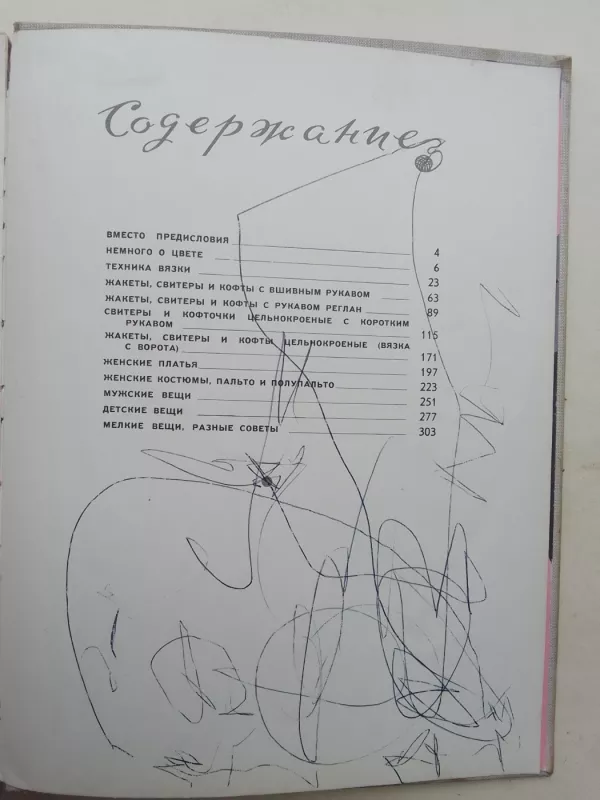 Содержание
ВМЕСТО ПРЕДИСЛОВИЯ 4
НЕМНОГО О ЦВЕТЕ 6
ТЕХНИКА ВЯЗКИ 23
ЖАКЕТЫ, СВИТЕРЫ И КОФТЫ С ВШИВНЫМ РУКАВОМ 63
ЖАКЕТЫ, СВИТЕРЫ И КОФТЫ С РУКАВОМ РЕГЛАН 89
СВИТЕРЫ И КОФТОЧКИ ЦЕЛЬНОКРОЕНЫЕ С КОРОТКИМ
РУКАВОМ 115
ЖАКЕТЫ, СВИТЕРЫ И КОФТЫ ЦЕЛЬНОКРОЕНЫЕ (ВЯЗКА
С ВОРОТА) 171
ЖЕНСКИЕ ПЛАТЬЯ 197
ЖЕНСКИЕ КОСТЮМЫ, ПАЛЬТО И ПОЛУПАЛЬТО 223
МУЖСКИЕ ВЕЩИ 251
ДЕТСКИЕ ВЕЩИ 277
МЕЛКИЕ ВЕЩИ, РАЗНЫЕ СОВЕТЫ 303